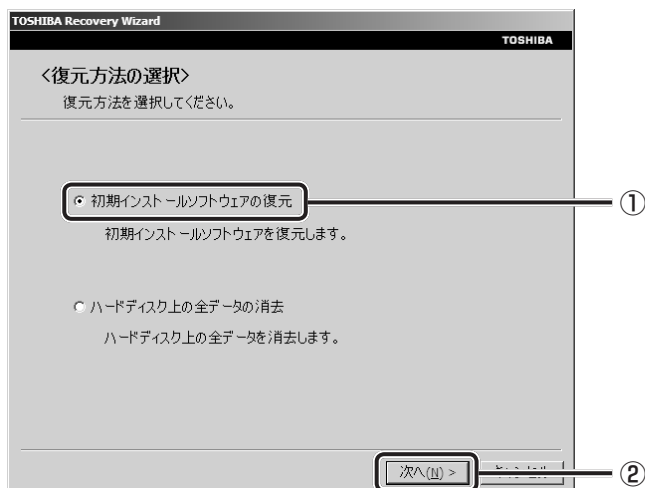 TOSHIBA Recovery Wizard
TOSHIBA
<復元方法の選択>
復元方法を選択してください。
初期インストールソフトウェアの復元
①
初期インストールソフトウェアを復元します。
ハードディスク上の全データの消去
ハードディスク上の全データを消去します。
次へ(N) >
②